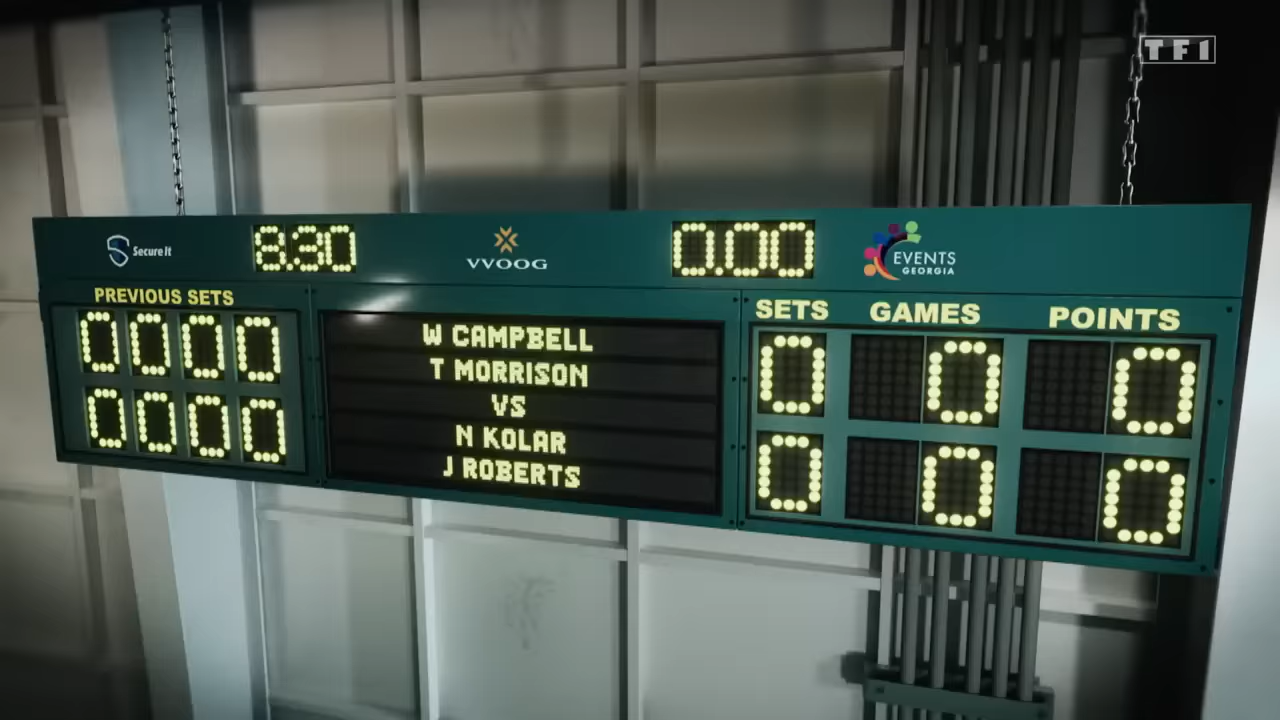 TF1
Secure It
8.30
VVOOG
0.00
EVENTS
GEORGIA
PREVIOUS SETS
SETS GAMES POINTS
0 0 0 0
W CAMPBELL
0 0 0
T MORRISON
VS
0 0 0 0
N KOLAR
0 0 0
J ROBERTS